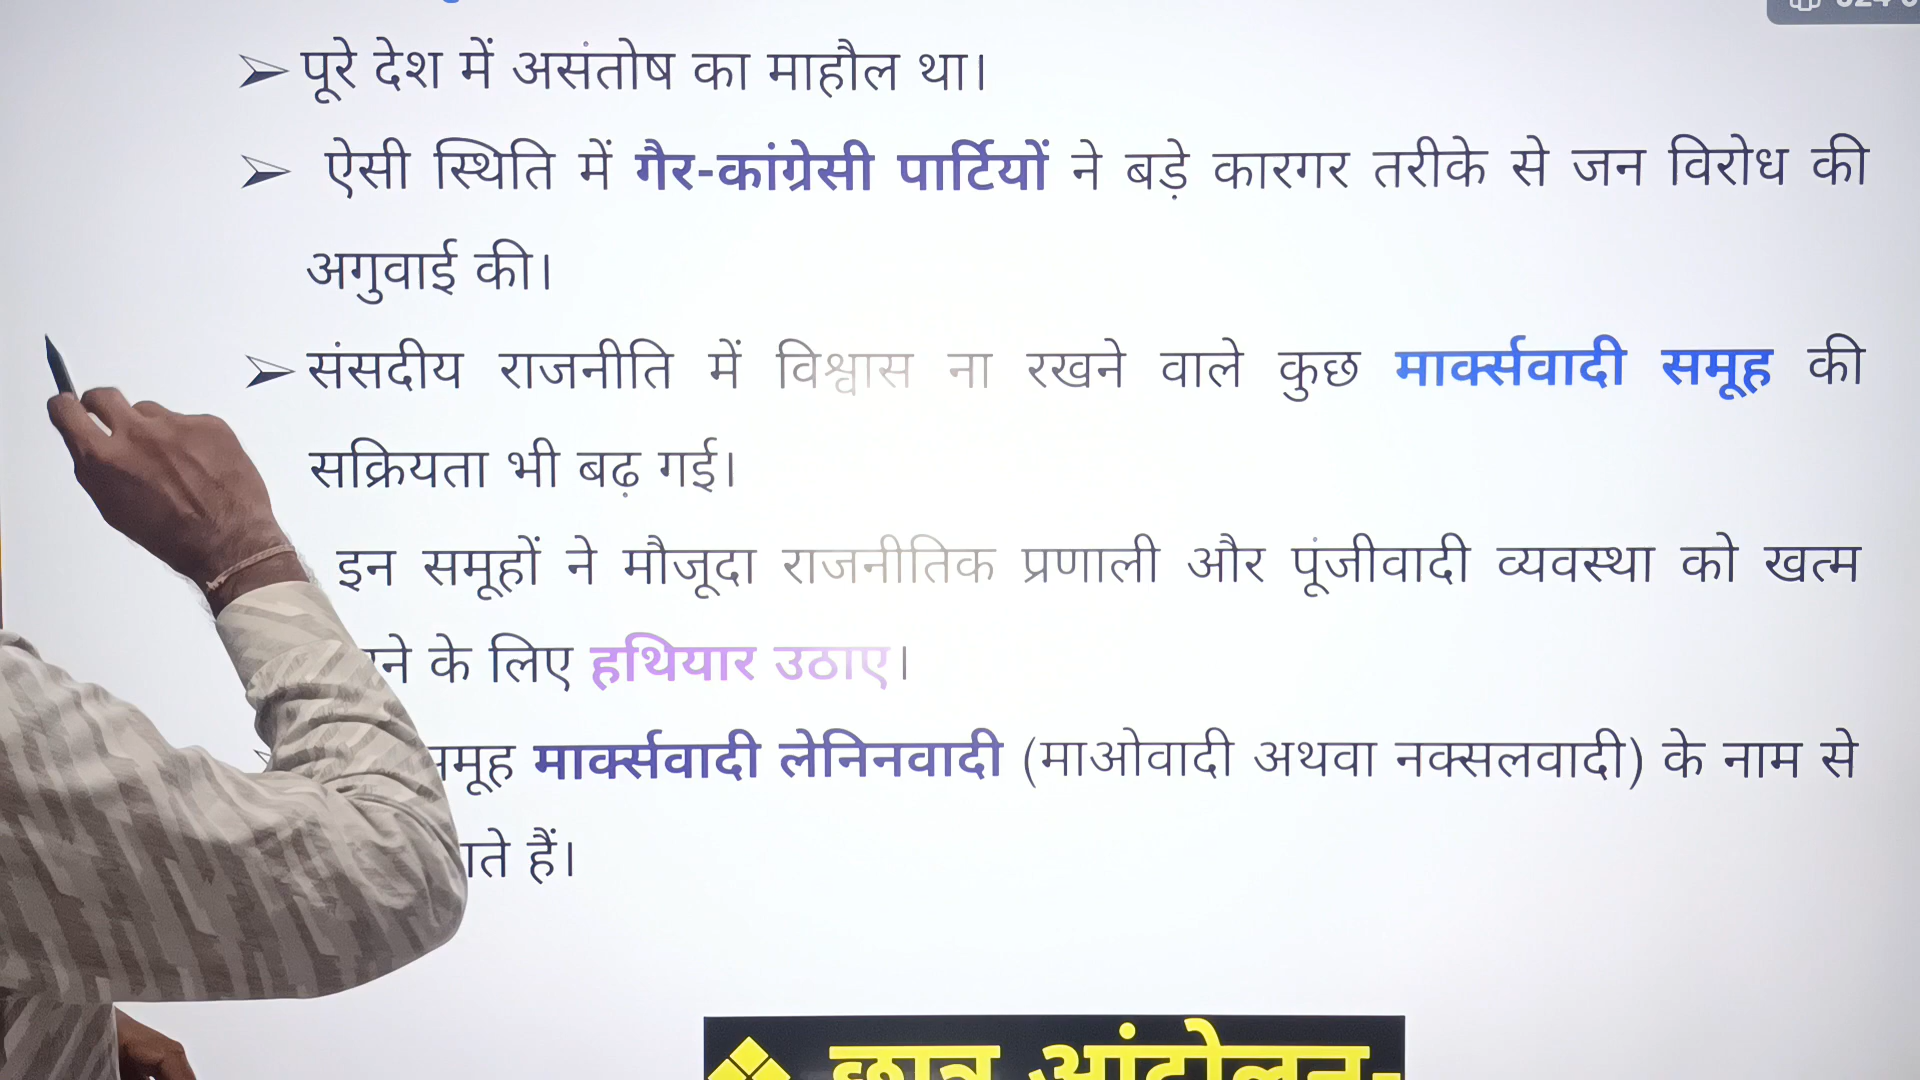 ➢ पूरे देश में असंतोष का माहौल था।
➢ ऐसी स्थिति में गैर-कांग्रेसी पार्टियों ने बड़े कारगर तरीके से जन विरोध की
अगुवाई की।
➢ संसदीय राजनीति में विश्वास ना रखने वाले कुछ मार्क्सवादी समूह की
सक्रियता भी बढ़ गई।
इन समूहों ने मौजूदा राजनीतिक प्रणाली और पूंजीवादी व्यवस्था को खत्म
के लिए हथियार उठाए।
मार्क्सवादी लेनिनवादी (माओवादी अथवा नक्सलवादी) के नाम से
हैं।
❖ छात्र आंदोलन-